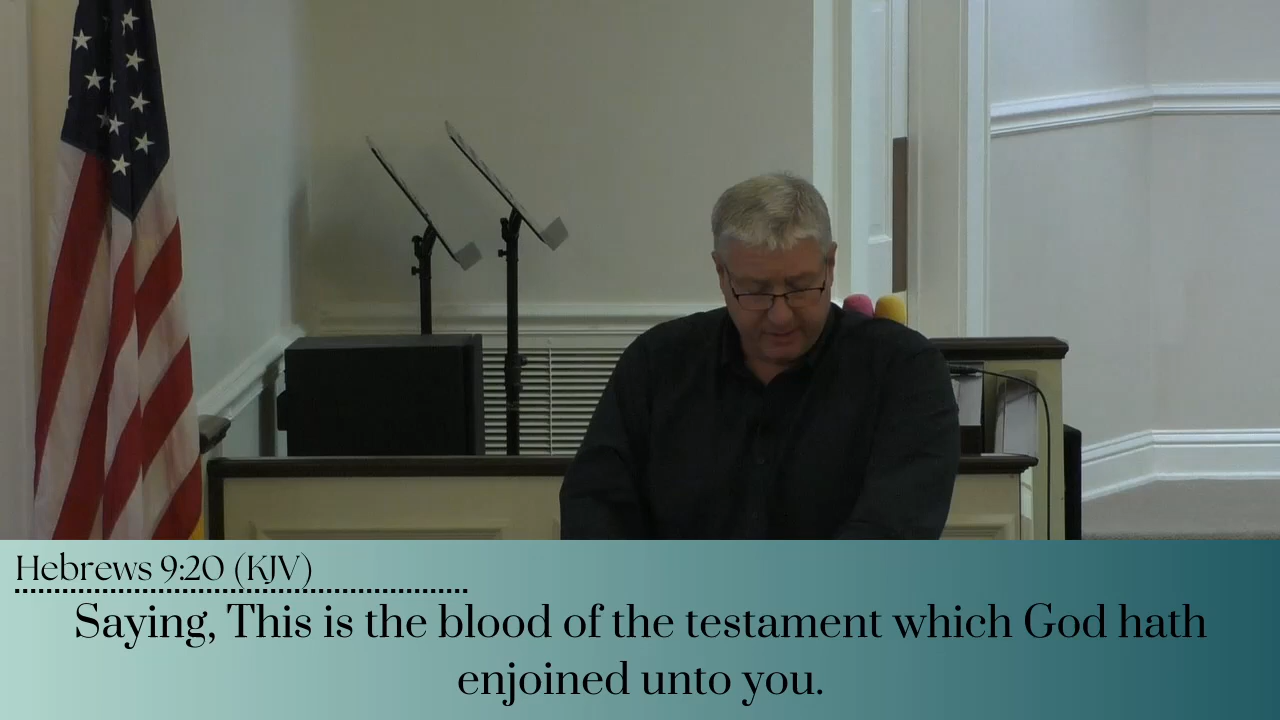 Hebrews 9:20 (KJV)
Saying, This is the blood of the testament which God hath
enjoined unto you.